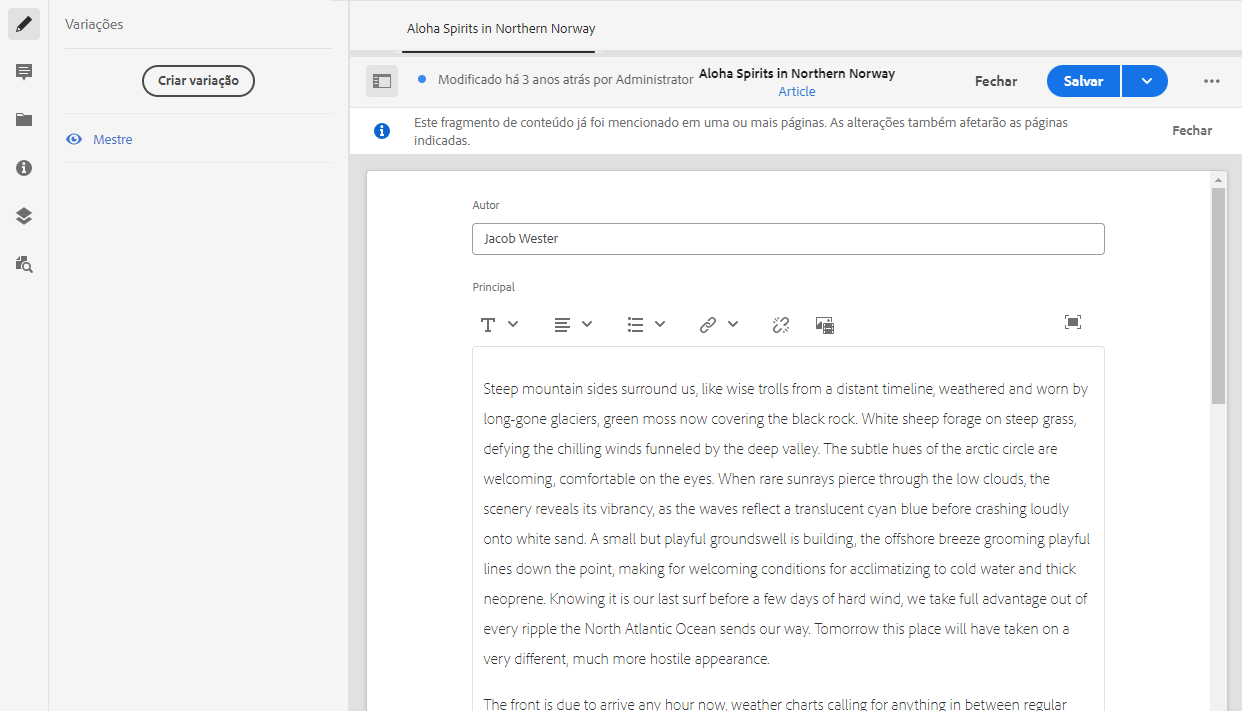 Variações
Criar variação
Mestre
Aloha Spirits in Northern Norway
Modificado há 3 anos atrás por Administrator
Aloha Spirits in Northern Norway
Article
Fechar
Salvar
Este fragmento de conteúdo já foi mencionado em uma ou mais páginas. As alterações também afetarão as páginas
indicadas.
Fechar
Autor
Jacob Wester
Principal
Steep mountain sides surround us, like wise trolls from a distant timeline, weathered and worn by
long-gone glaciers, green moss now covering the black rock. White sheep forage on steep grass,
defying the chilling winds funneled by the deep valley. The subtle hues of the arctic circle are
welcoming, comfortable on the eyes. When rare sunrays pierce through the low clouds, the
scenery reveals its vibrancy, as the waves reflect a translucent cyan blue before crashing loudly
onto white sand. A small but playful groundswell is building, the offshore breeze grooming playful
lines down the point, making for welcoming conditions for acclimatizing to cold water and thick
neoprene. Knowing it is our last surf before a few days of hard wind, we take full advantage out of
every ripple the North Atlantic Ocean sends our way. Tomorrow this place will have taken on a
very different, much more hostile appearance.
The front is due to arrive any hour now, weather charts calling for anything in between regular